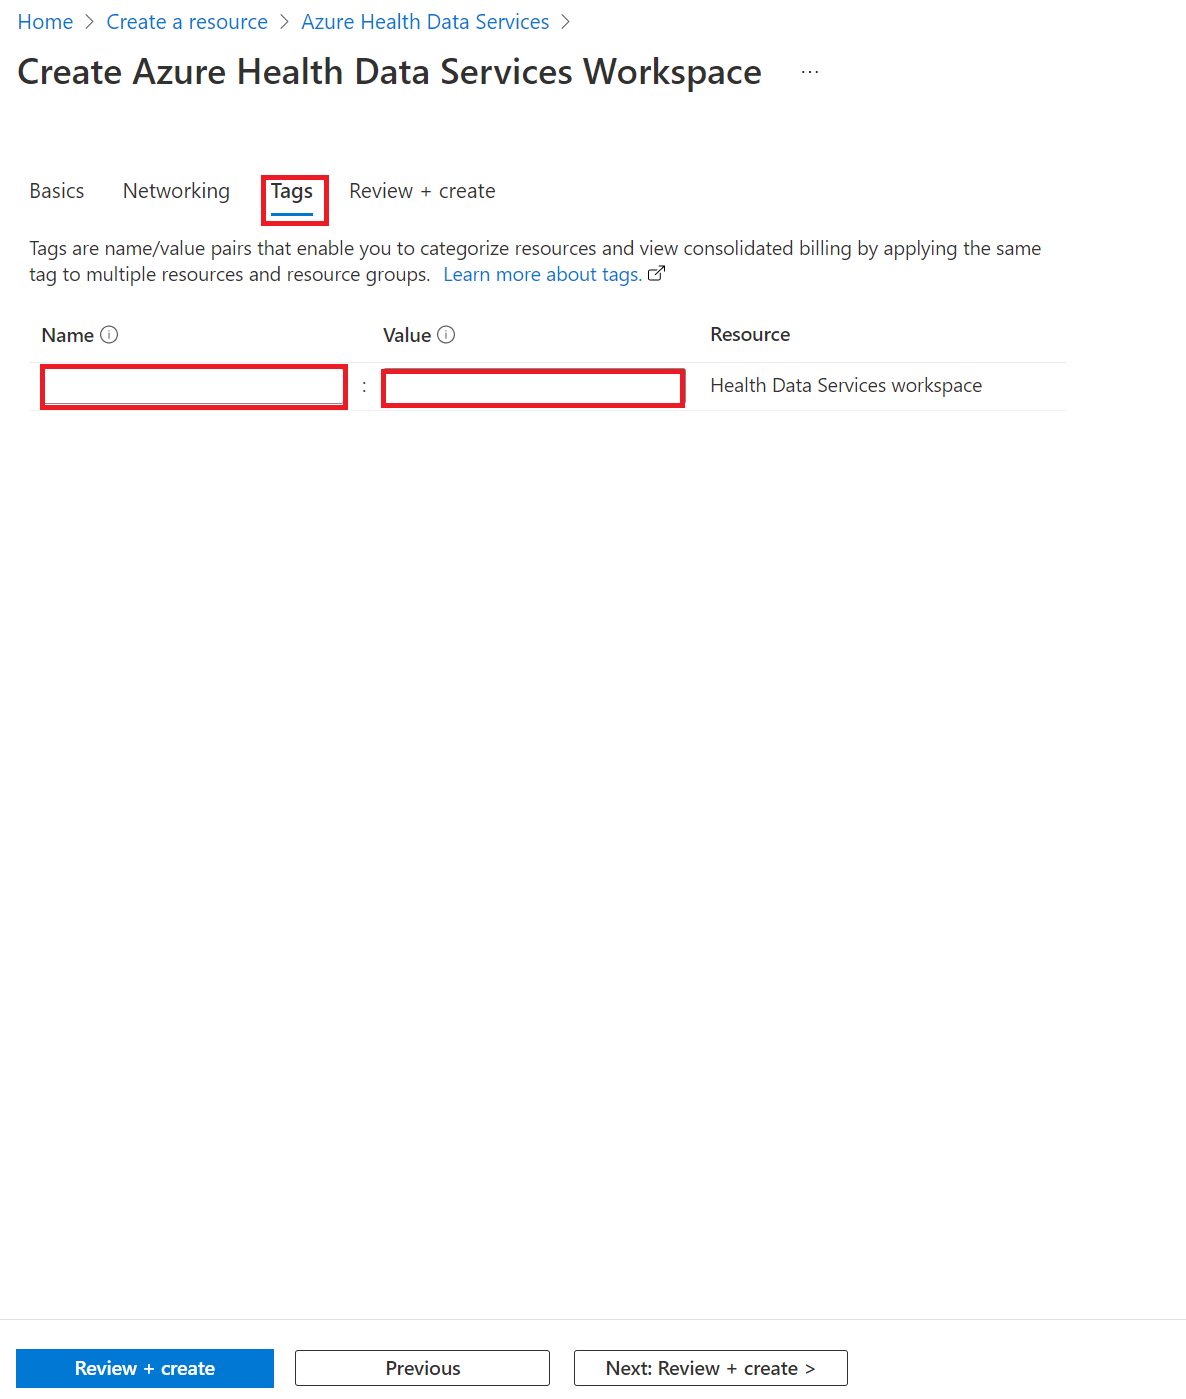 Home > Create a resource > Azure Health Data Services >
Create Azure Health Data Services Workspace ...
Basics Networking Tags Review + create
Tags are name/value pairs that enable you to categorize resources and view consolidated billing by applying the same
tag to multiple resources and resource groups. Learn more about tags.
Name Value Resource
: Health Data Services workspace
Review + create Previous Next: Review + create >